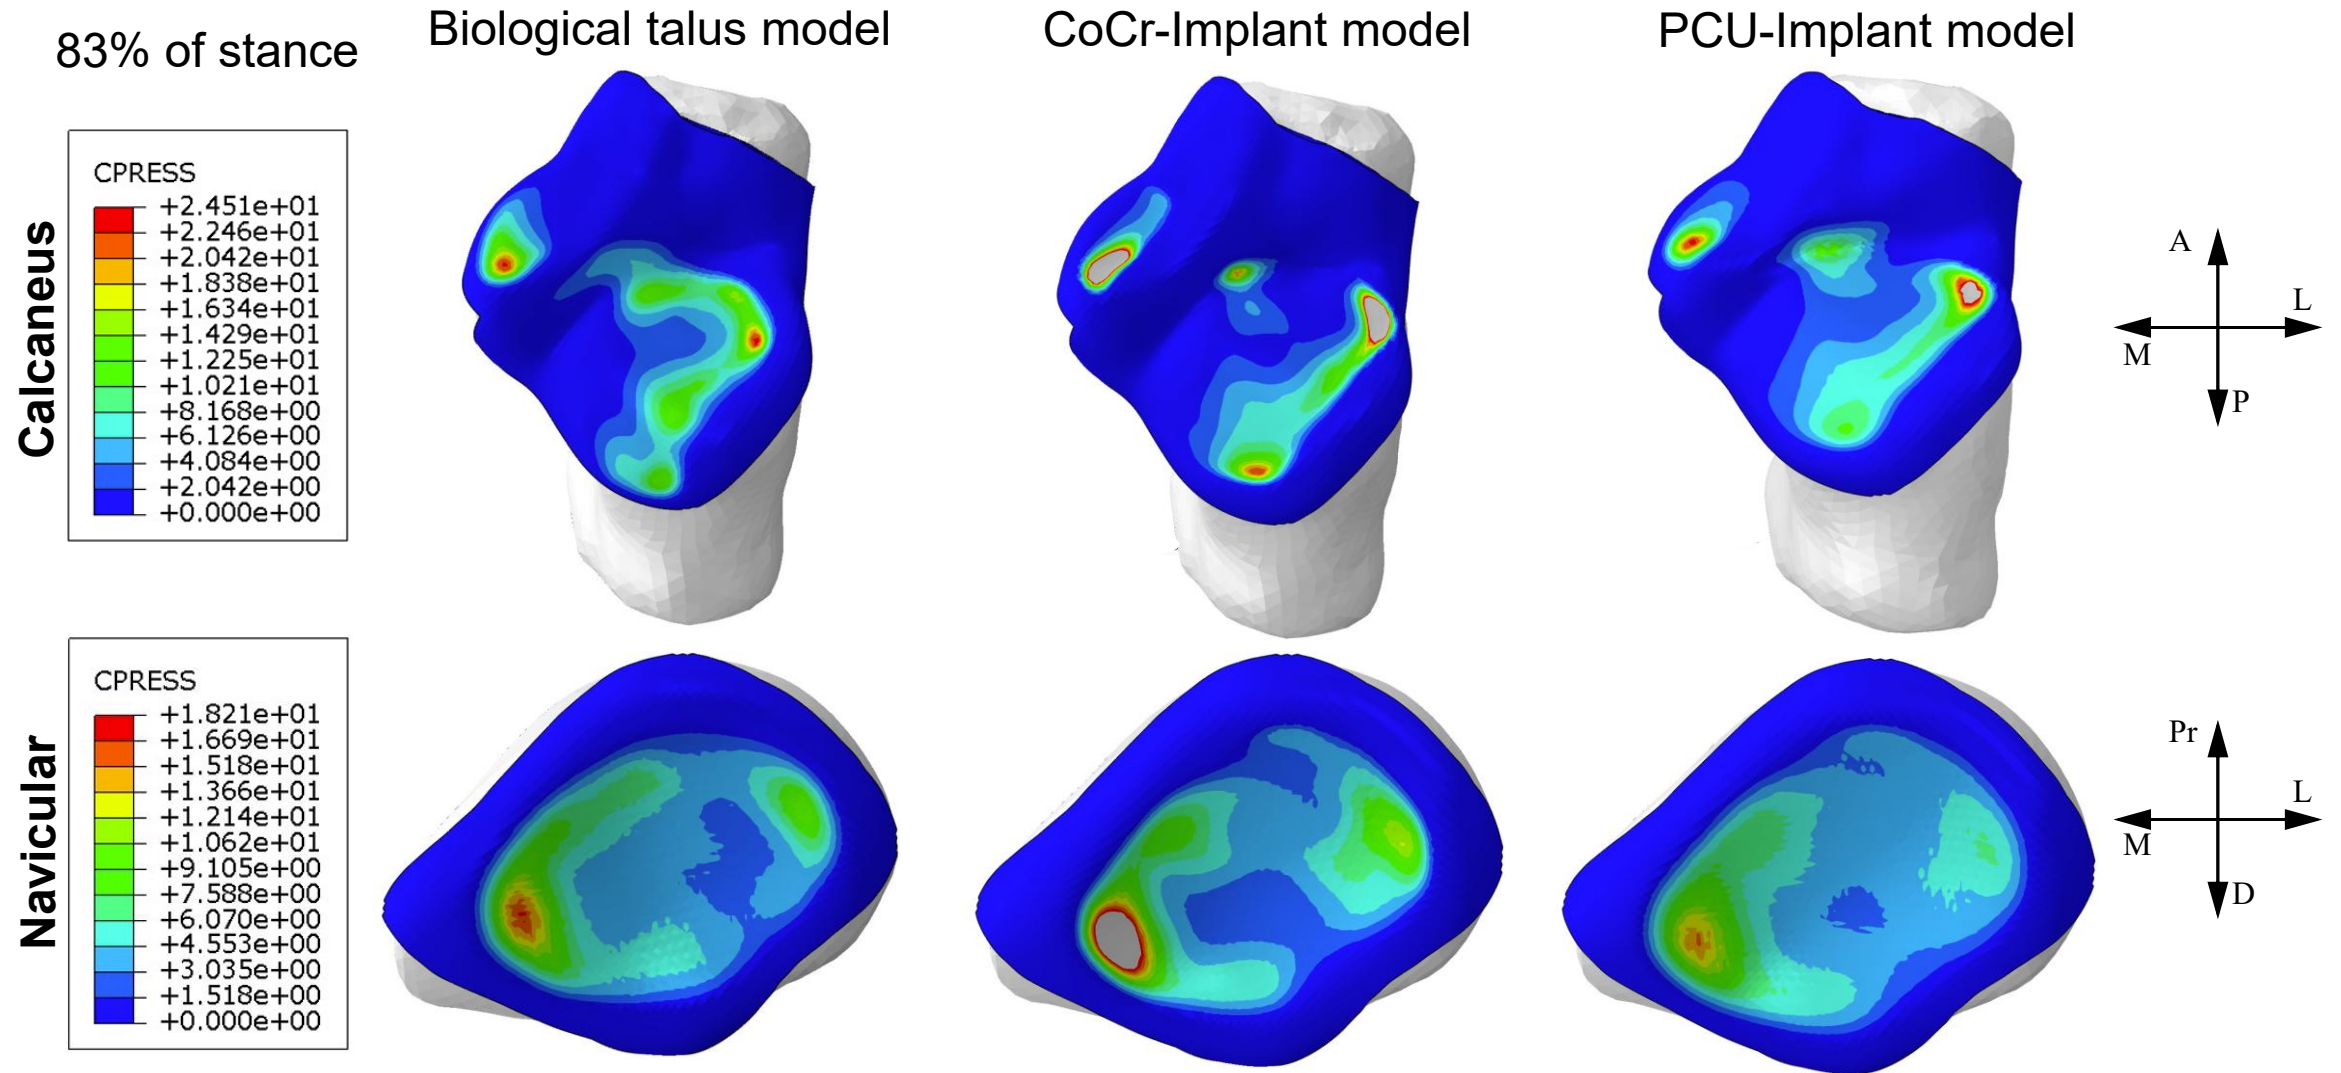 83% of stance
Biological talus model
CoCr-Implant model
PCU-Implant model
Calcaneus
CPRESS
+2.451e+01
+2.246e+01
+2.042e+01
+1.838e+01
+1.634e+01
+1.429e+01
+1.225e+01
+1.021e+01
+8.168e+00
+6.126e+00
+4.084e+00
+2.042e+00
+0.000e+00
A
L
M
P
Navicular
CPRESS
+1.821e+01
+1.669e+01
+1.518e+01
+1.366e+01
+1.214e+01
+1.062e+01
+9.105e+00
+7.588e+00
+6.070e+00
+4.553e+00
+3.035e+00
+1.518e+00
+0.000e+00
Pr
L
M
D